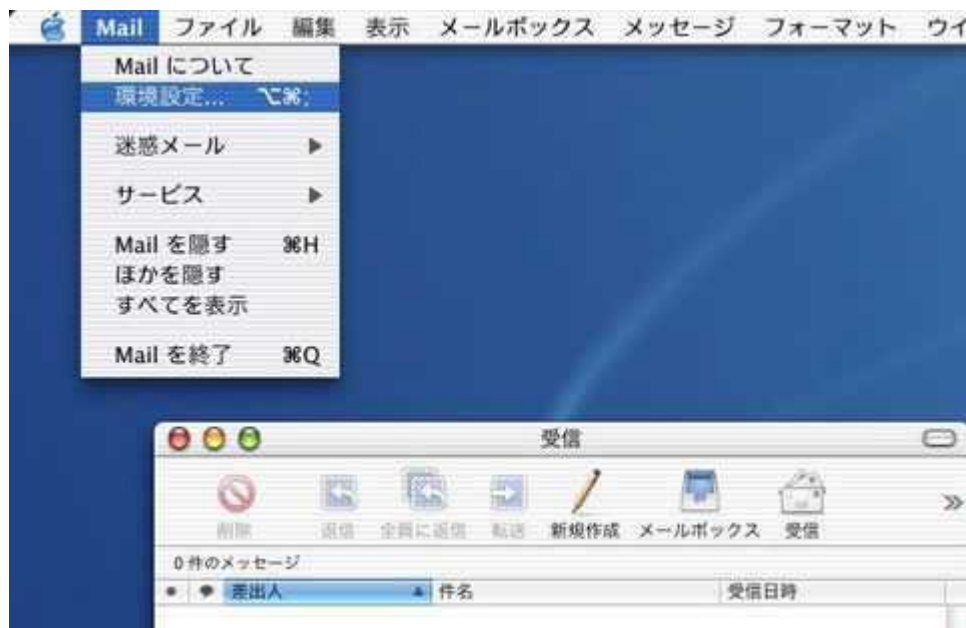 Mail ファイル 編集 表示 メールボックス メッセージ フォーマット ウイ
Mail について
環境設定... ⌥⌘;
迷惑メール ▶
サービス ▶
Mail を隠す ⌘H
ほかを隠す
すべてを表示
Mail を終了 ⌘Q
受信
削除 返信 全員に返信 転送 新規作成 メールボックス 受信 »
0 件のメッセージ
差出人 件名 受信日時